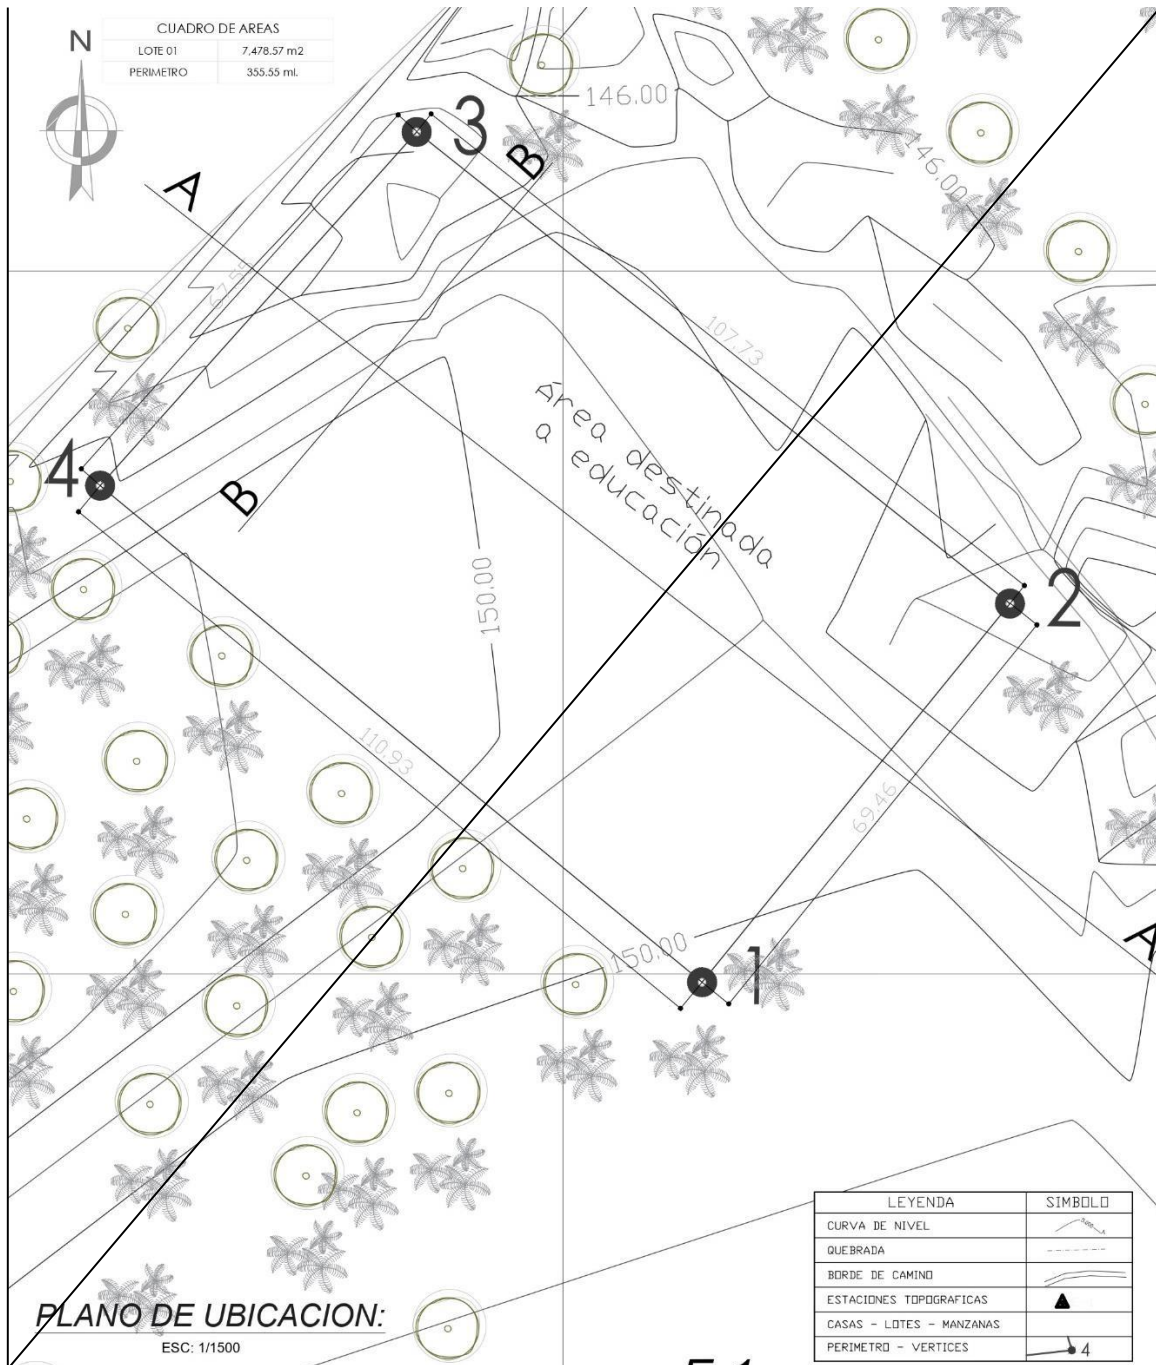 N
CUADRO DE AREAS
LOTE 01 7,478.57 m2
PERIMETRO 355.55 ml.
146.00
3
A
B
146.00
67.55
107.73
Área destinada
a educación
4
B
150.00
2
110.93
69.46
A
150.00
1
PLANO DE UBICACION:
ESC: 1/1500
LEYENDA SIMBOLO
CURVA DE NIVEL
QUEBRADA
BORDE DE CAMINO
ESTACIONES TOPOGRAFICAS
CASAS - LOTES - MANZANAS
PERIMETRO - VERTICES 4